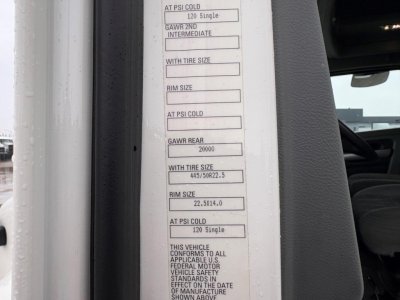 AT PSI COLD
120 Single
GAWR 2ND
INTERMEDIATE
WITH TIRE SIZE
RIM SIZE
AT PSI COLD
GAWR REAR
20000
WITH TIRE SIZE
445/50R22.5
RIM SIZE
22.5X14.0
AT PSI COLD
120 Single
THIS VEHICLE
CONFORMS TO ALL
APPLICABLE U.S.
FEDERAL MOTOR
VEHICLE SAFETY
STANDARDS IN
EFFECT ON THE DATE
OF MANUFACTURE
SHOWN ABOVE